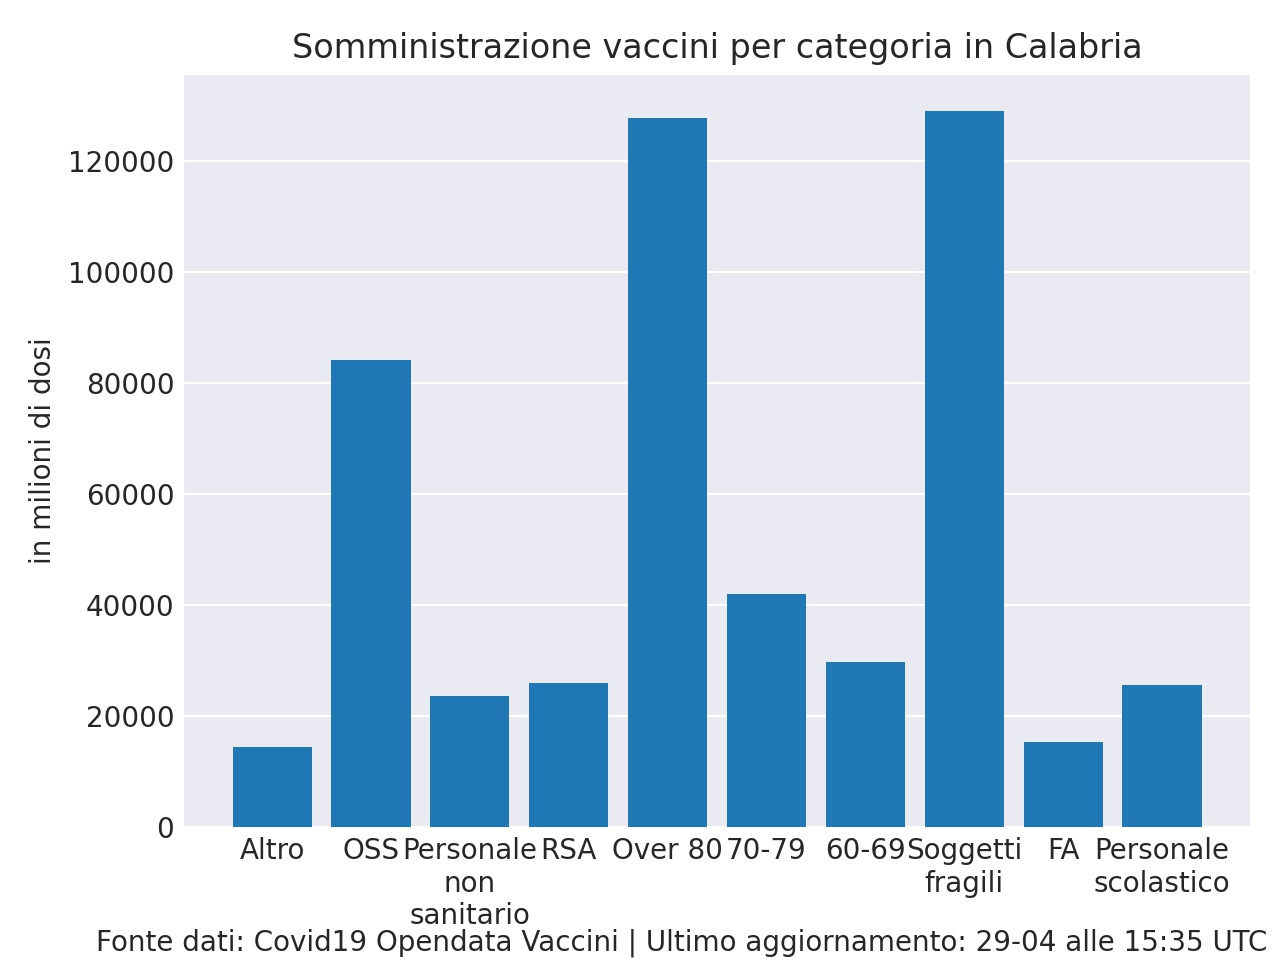 Somministrazione vaccini per categoria in Calabria
in milioni di dosi
120000
100000
80000
60000
40000
20000
0
Altro
OSS
Personale
non
sanitario
RSA
Over 80
70-79
60-69
Soggetti
fragili
FA
Personale
scolastico
Fonte dati: Covid19 Opendata Vaccini | Ultimo aggiornamento: 29-04 alle 15:35 UTC